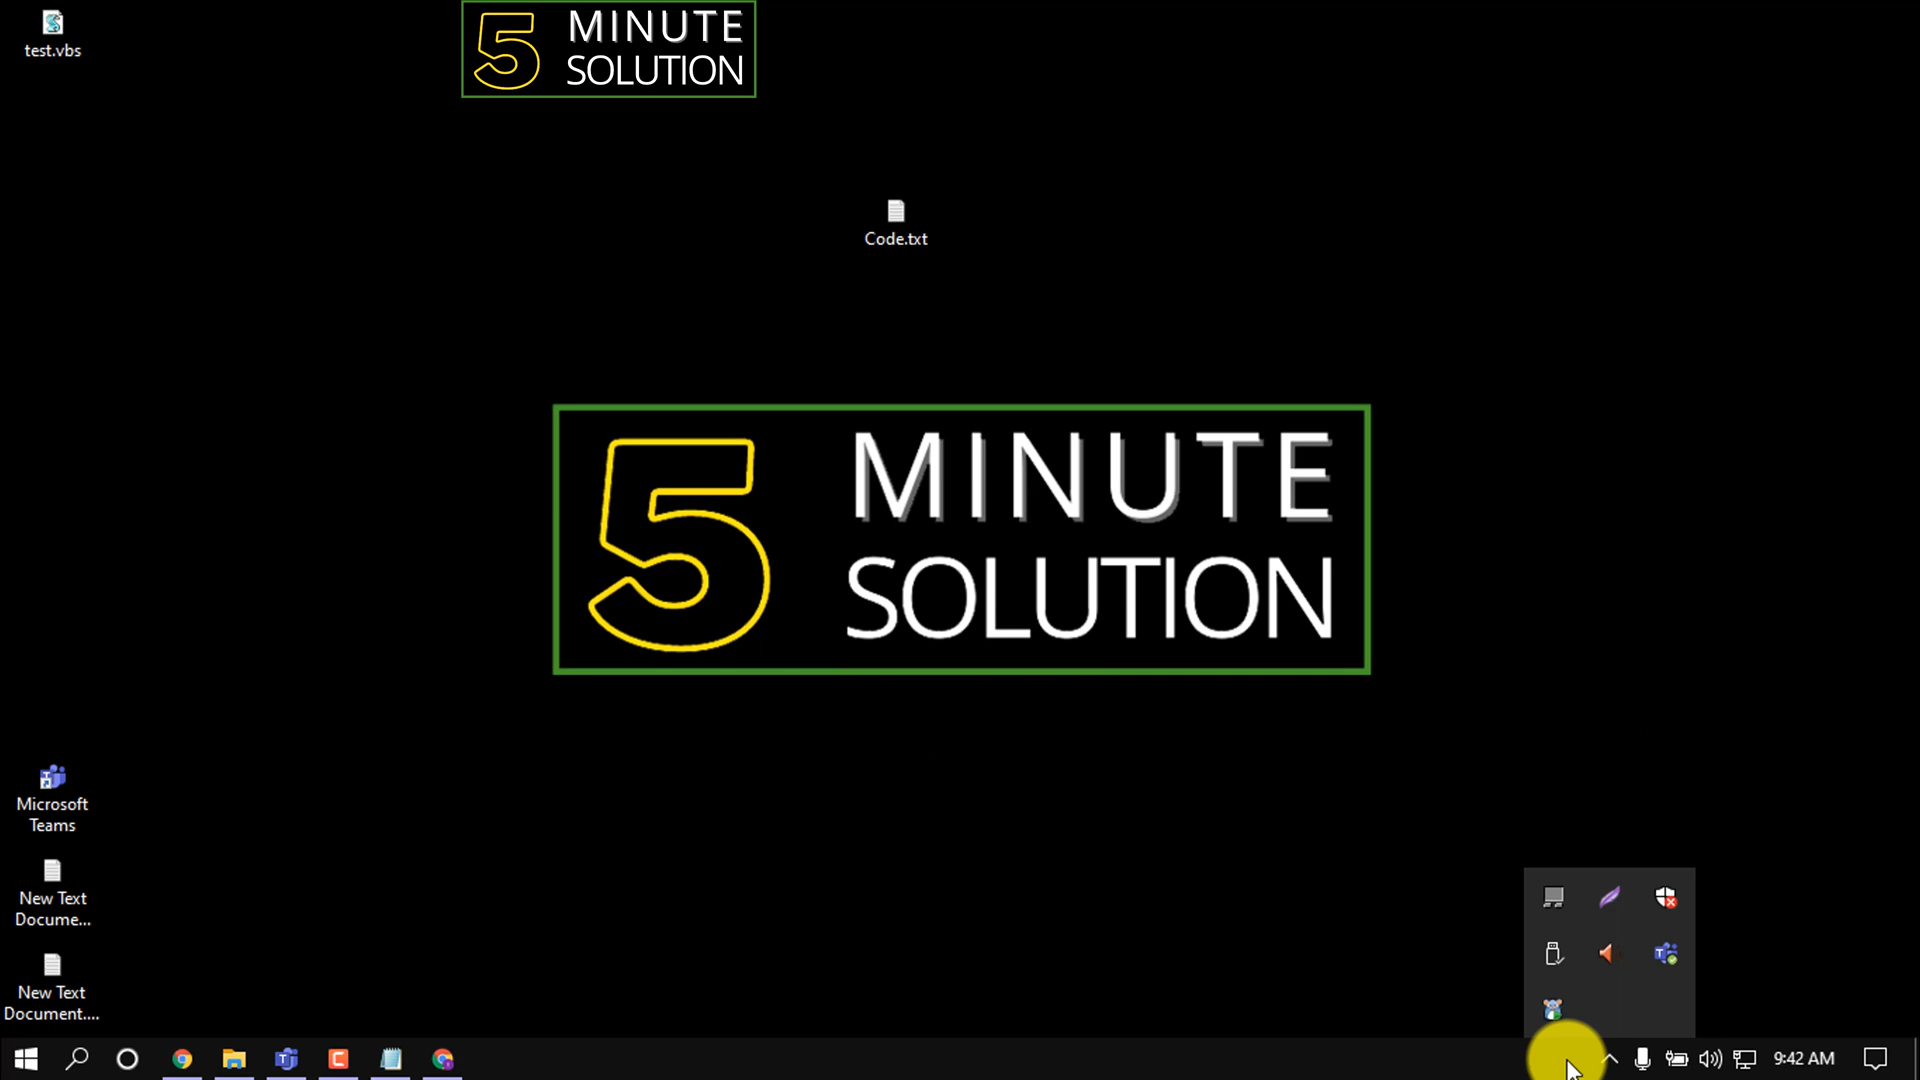 test.vbs
5 MINUTE
SOLUTION
Code.txt
5 MINUTE
SOLUTION
Microsoft
Teams
New Text
Docume...
New Text
Document....
9:42 AM